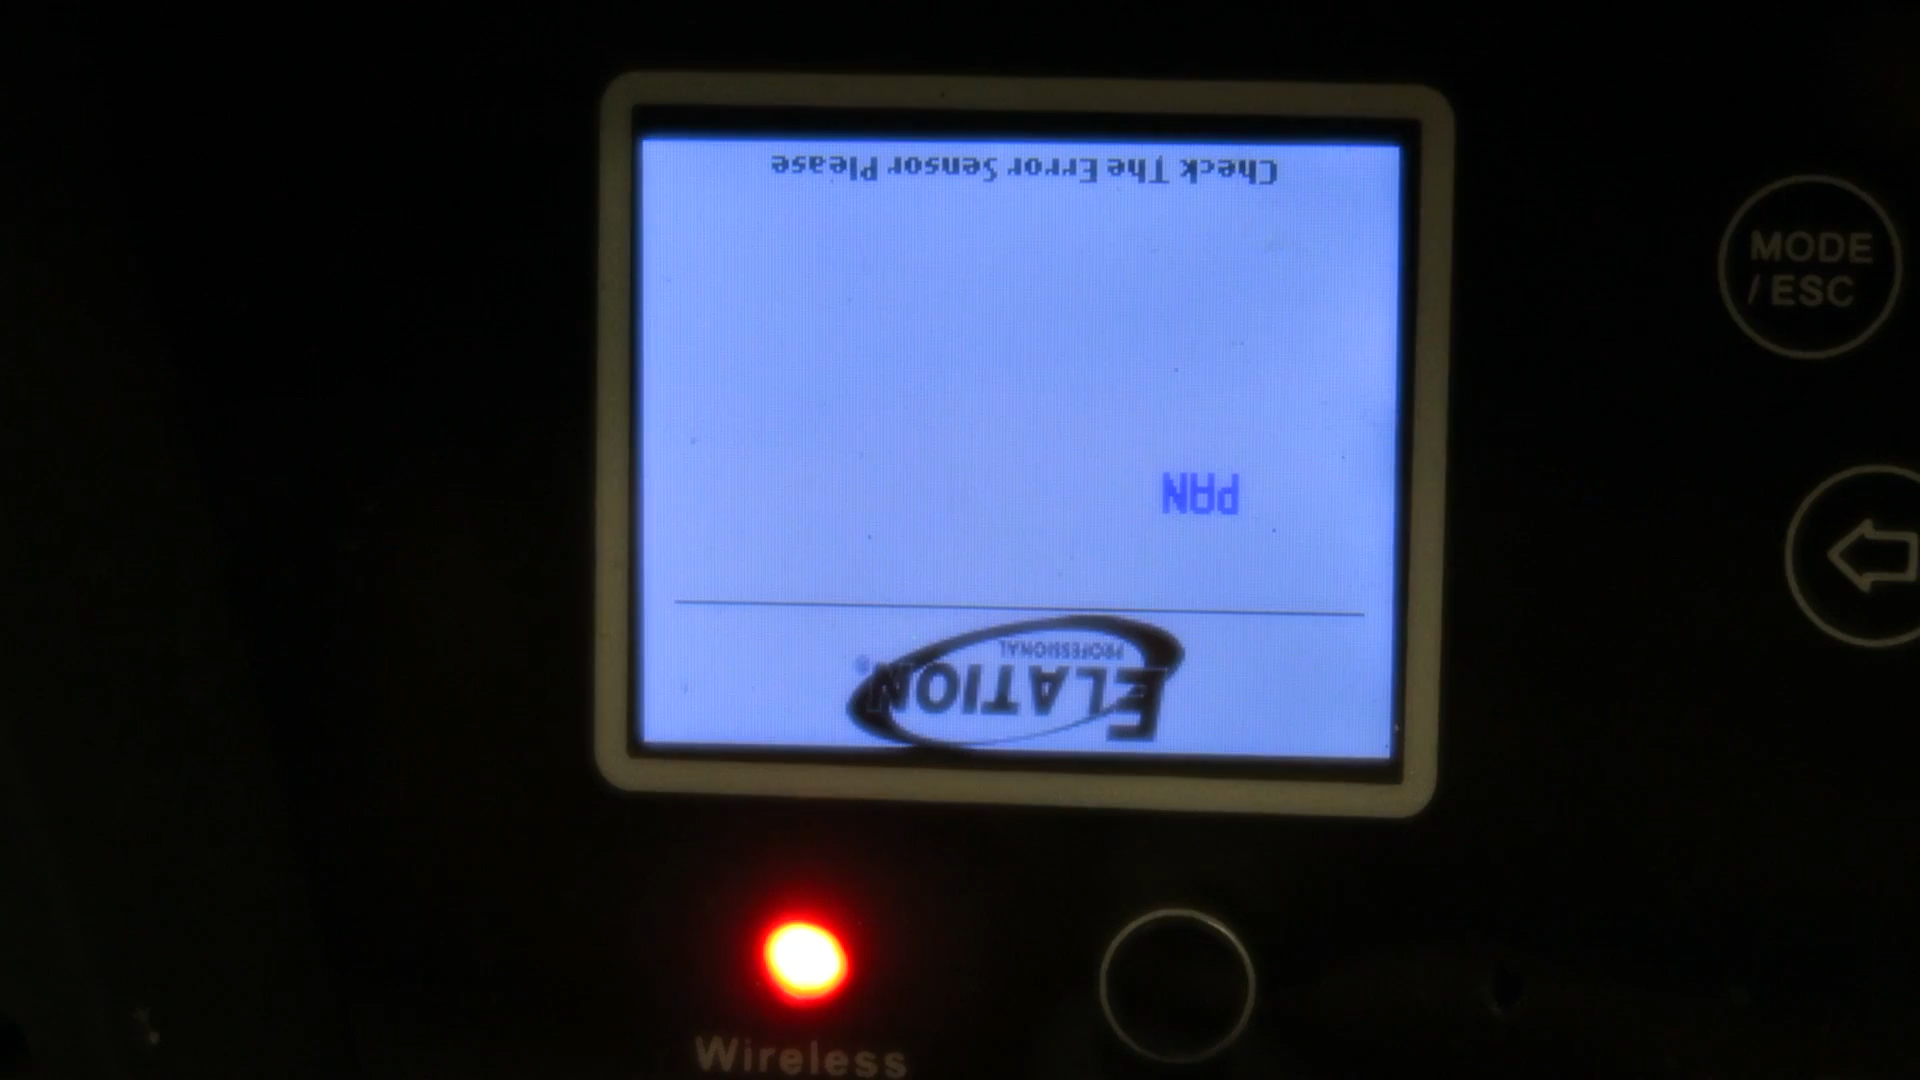 ELATION®
PROFESSIONAL
PAN
Check The Error Sensor Please
MODE
/ ESC
Wireless